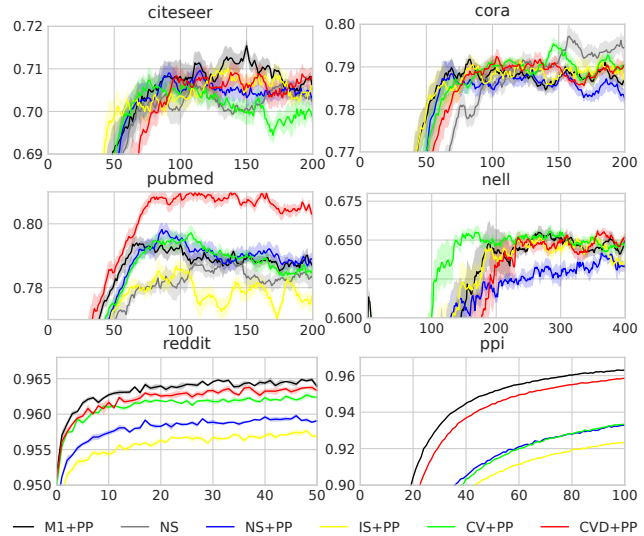 citeseer
cora
0.72
0.71
0.70
0.69
0 50 100 150 200
0.80
0.79
0.78
0.77
0 50 100 150 200
pubmed
nell
0.80
0.78
0 50 100 150 200
0.675
0.650
0.625
0.600
0 100 200 300 400
reddit
ppi
0.965
0.960
0.955
0.950
0 10 20 30 40 50
0.96
0.94
0.92
0.90
0 20 40 60 80 100
M1+PP NS NS+PP IS+PP CV+PP CVD+PP